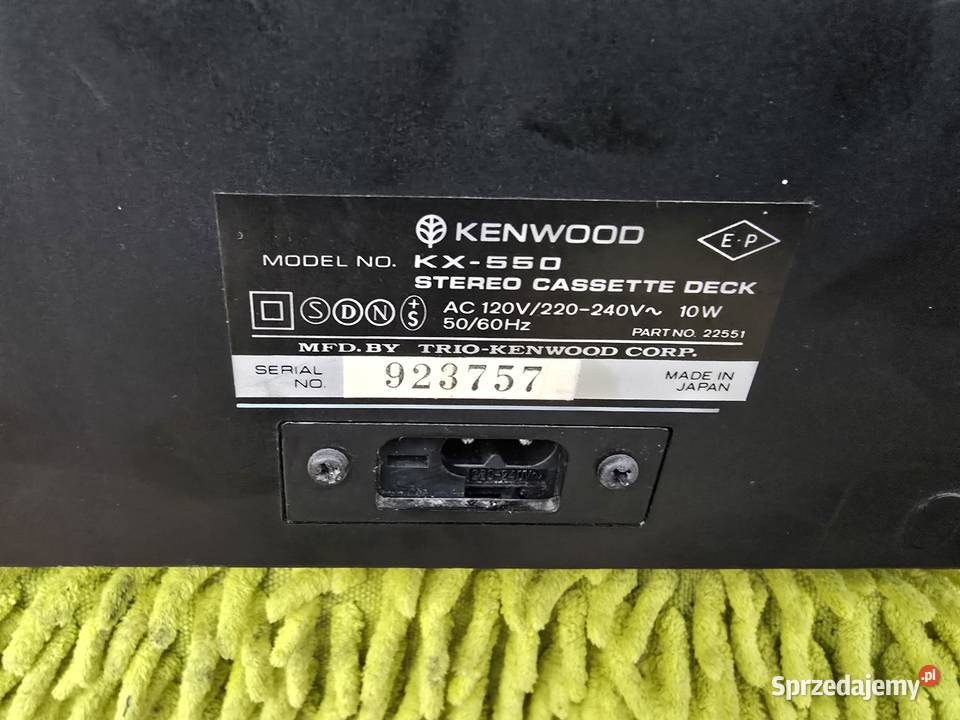 KENWOOD
E·P
MODEL NO. KX-550
STEREO CASSETTE DECK
S D N +S AC 120V/220-240V~ 10W
50/60Hz
PART NO. 22551
MFD. BY TRIO-KENWOOD CORP.
SERIAL NO. 923757
MADE IN JAPAN
Sprzedajemy.pl